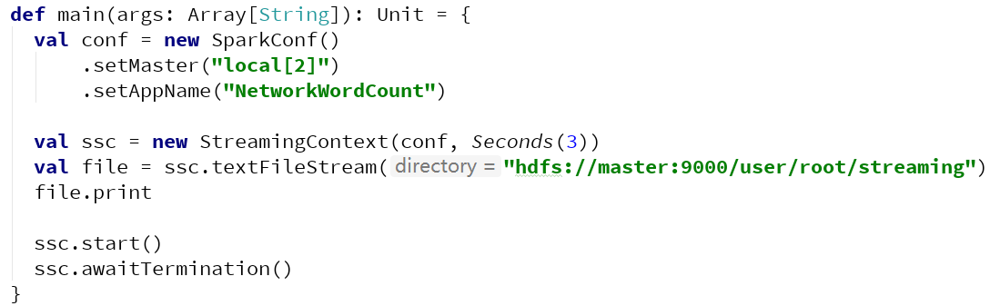 def main(args: Array[String]): Unit = {
  val conf = new SparkConf()
    .setMaster("local[2]")
    .setAppName("NetworkWordCount")
  val ssc = new StreamingContext(conf, Seconds(3))
  val file = ssc.textFileStream( directory = "hdfs://master:9000/user/root/streaming")
  file.print
  ssc.start()
  ssc.awaitTermination()
}